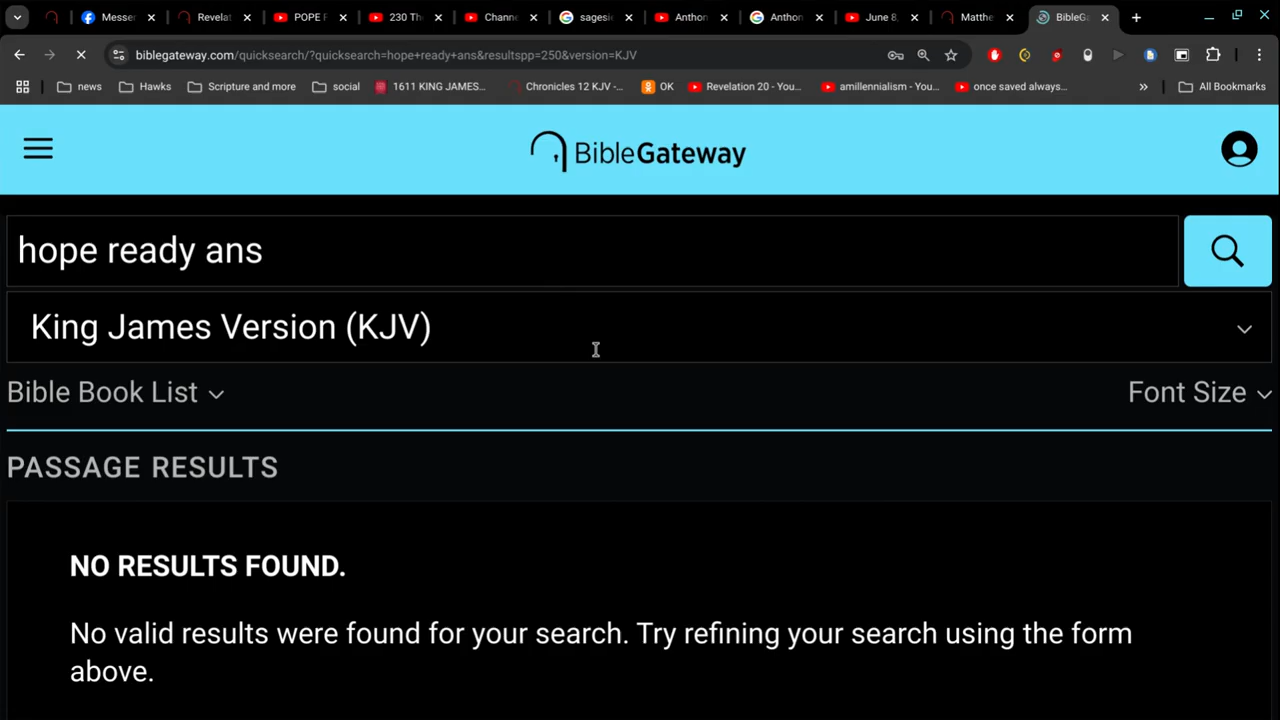 Messer
Revelat
POPE F
230 Th
Channe
sagesi
Anthon
Anthon
June 8,
Matthe
BibleG
biblegateway.com/quicksearch/?quicksearch=hope+ready+ans&resultspp=250&version=KJV
news
Hawks
Scripture and more
social
1611 KING JAMES...
Chronicles 12 KJV -...
OK
Revelation 20 - You...
amillennialism - You...
once saved always...
»
All Bookmarks
BibleGateway
hope ready ans
King James Version (KJV)
Bible Book List
Font Size
PASSAGE RESULTS
NO RESULTS FOUND.
No valid results were found for your search. Try refining your search using the form
above.